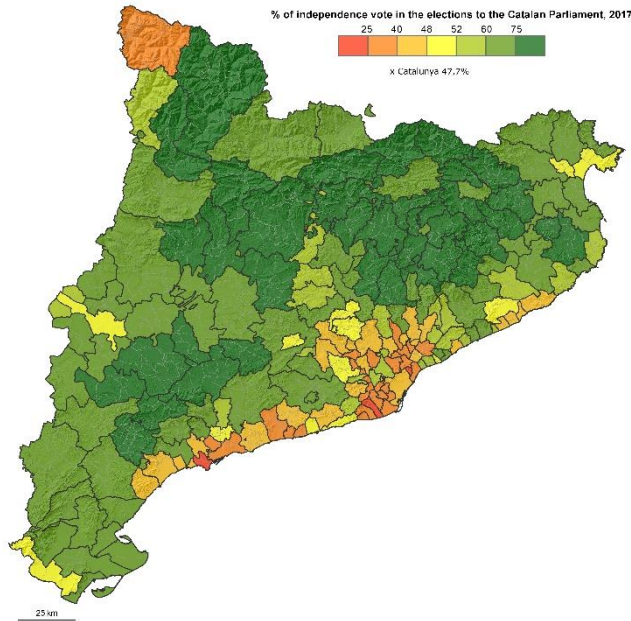 % of independence vote in the elections to the Catalan Parliament, 2017
25 40 48 52 60 75
x Catalunya 47.7%
25 km